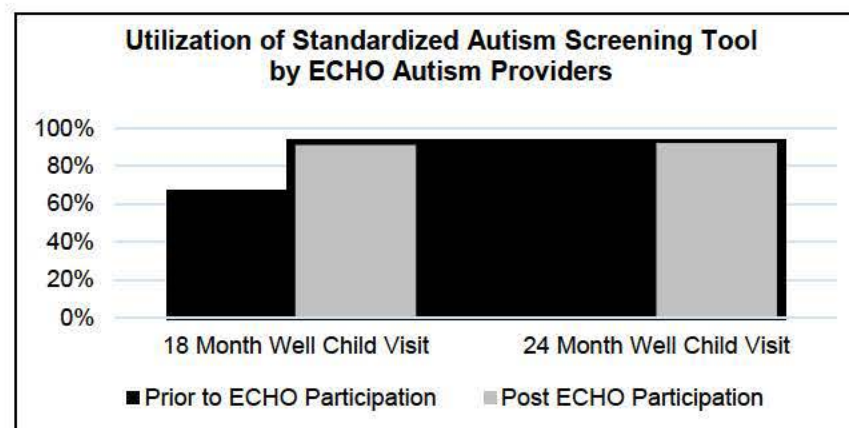 Utilization of Standardized Autism Screening Tool
by ECHO Autism Providers
100%
80%
60%
40%
20%
0%
18 Month Well Child Visit
24 Month Well Child Visit
Prior to ECHO Participation
Post ECHO Participation